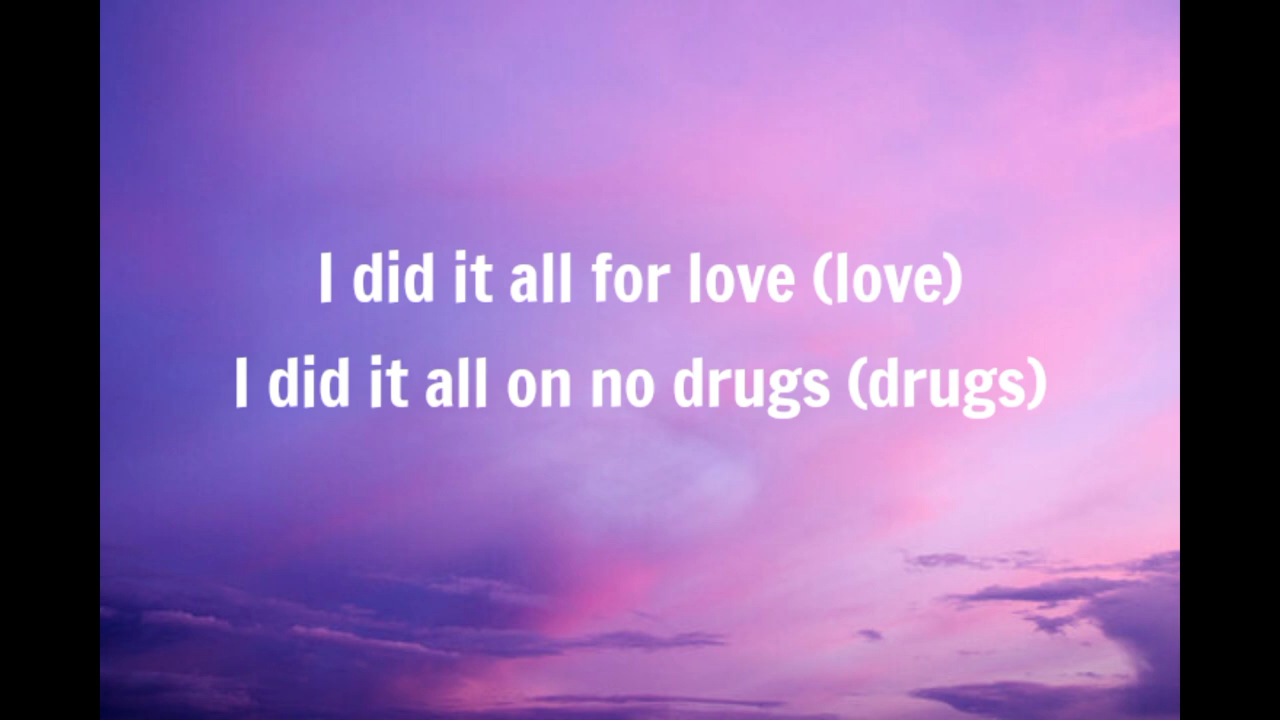 I did it all for love (love)
I did it all on no drugs (drugs)